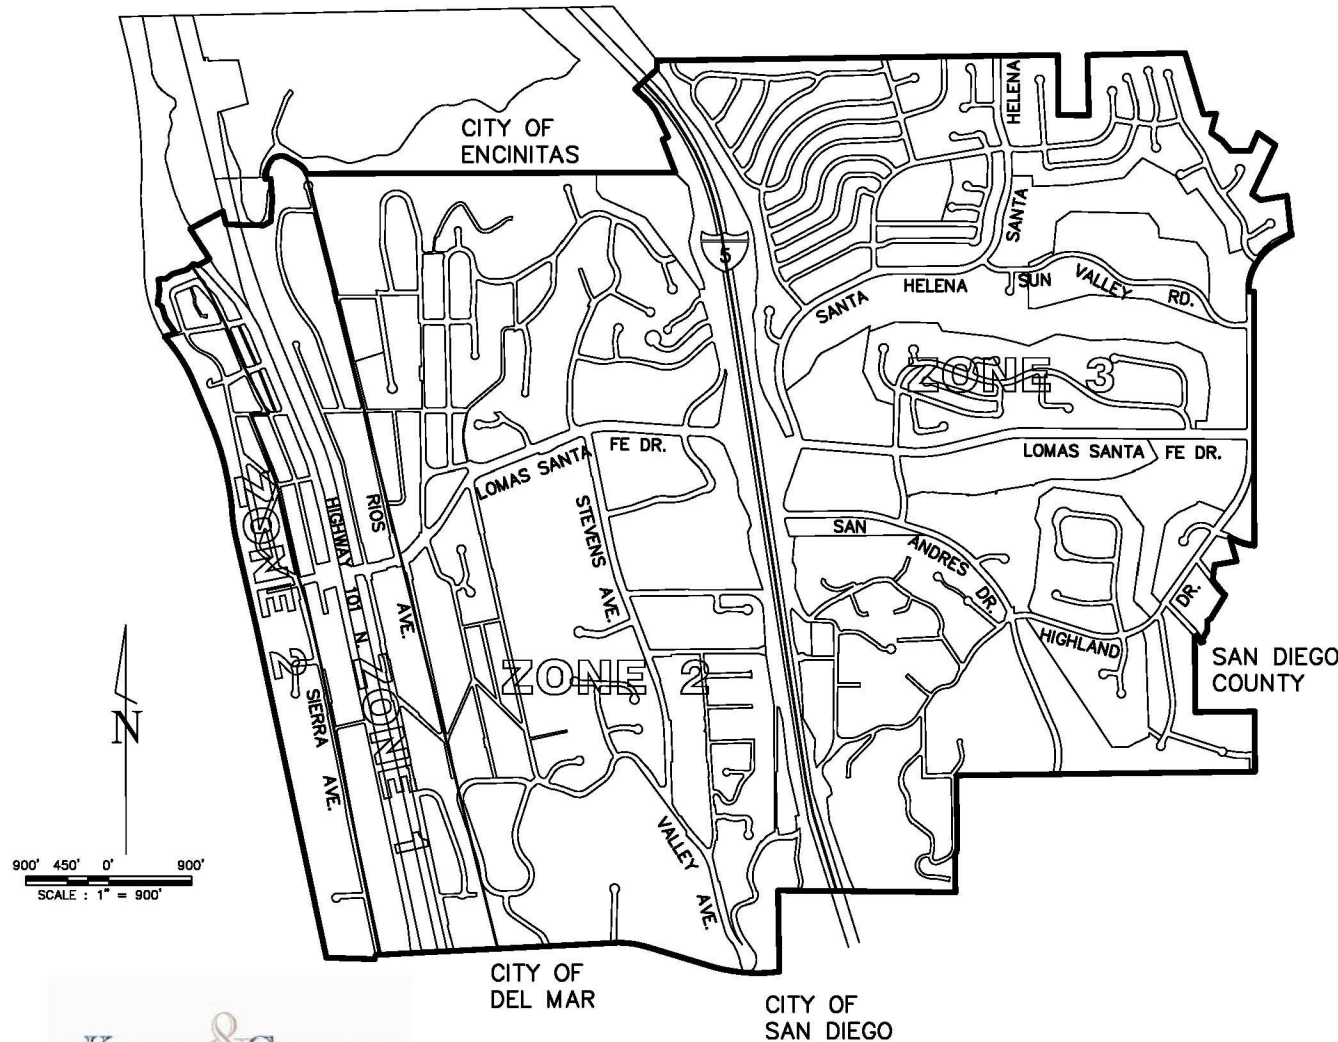 CITY OF
ENCINITAS
HELENA
SANTA
5
SANTA
HELENA
SUN
VALLEY
RD.
ZONE 3
LOMAS SANTA
FE DR.
LOMAS SANTA
FE DR.
ZONE 2
HIGHWAY
101
N.
RIOS
AVE.
STEVENS
AVE.
SAN
ANDRES
DR.
HIGHLAND
DR.
SAN DIEGO
COUNTY
ZONE 2
ZONE 1
SIERRA
AVE.
VALLEY
AVE.
N
900' 450' 0' 900'
SCALE : 1" = 900'
CITY OF
DEL MAR
CITY OF
SAN DIEGO